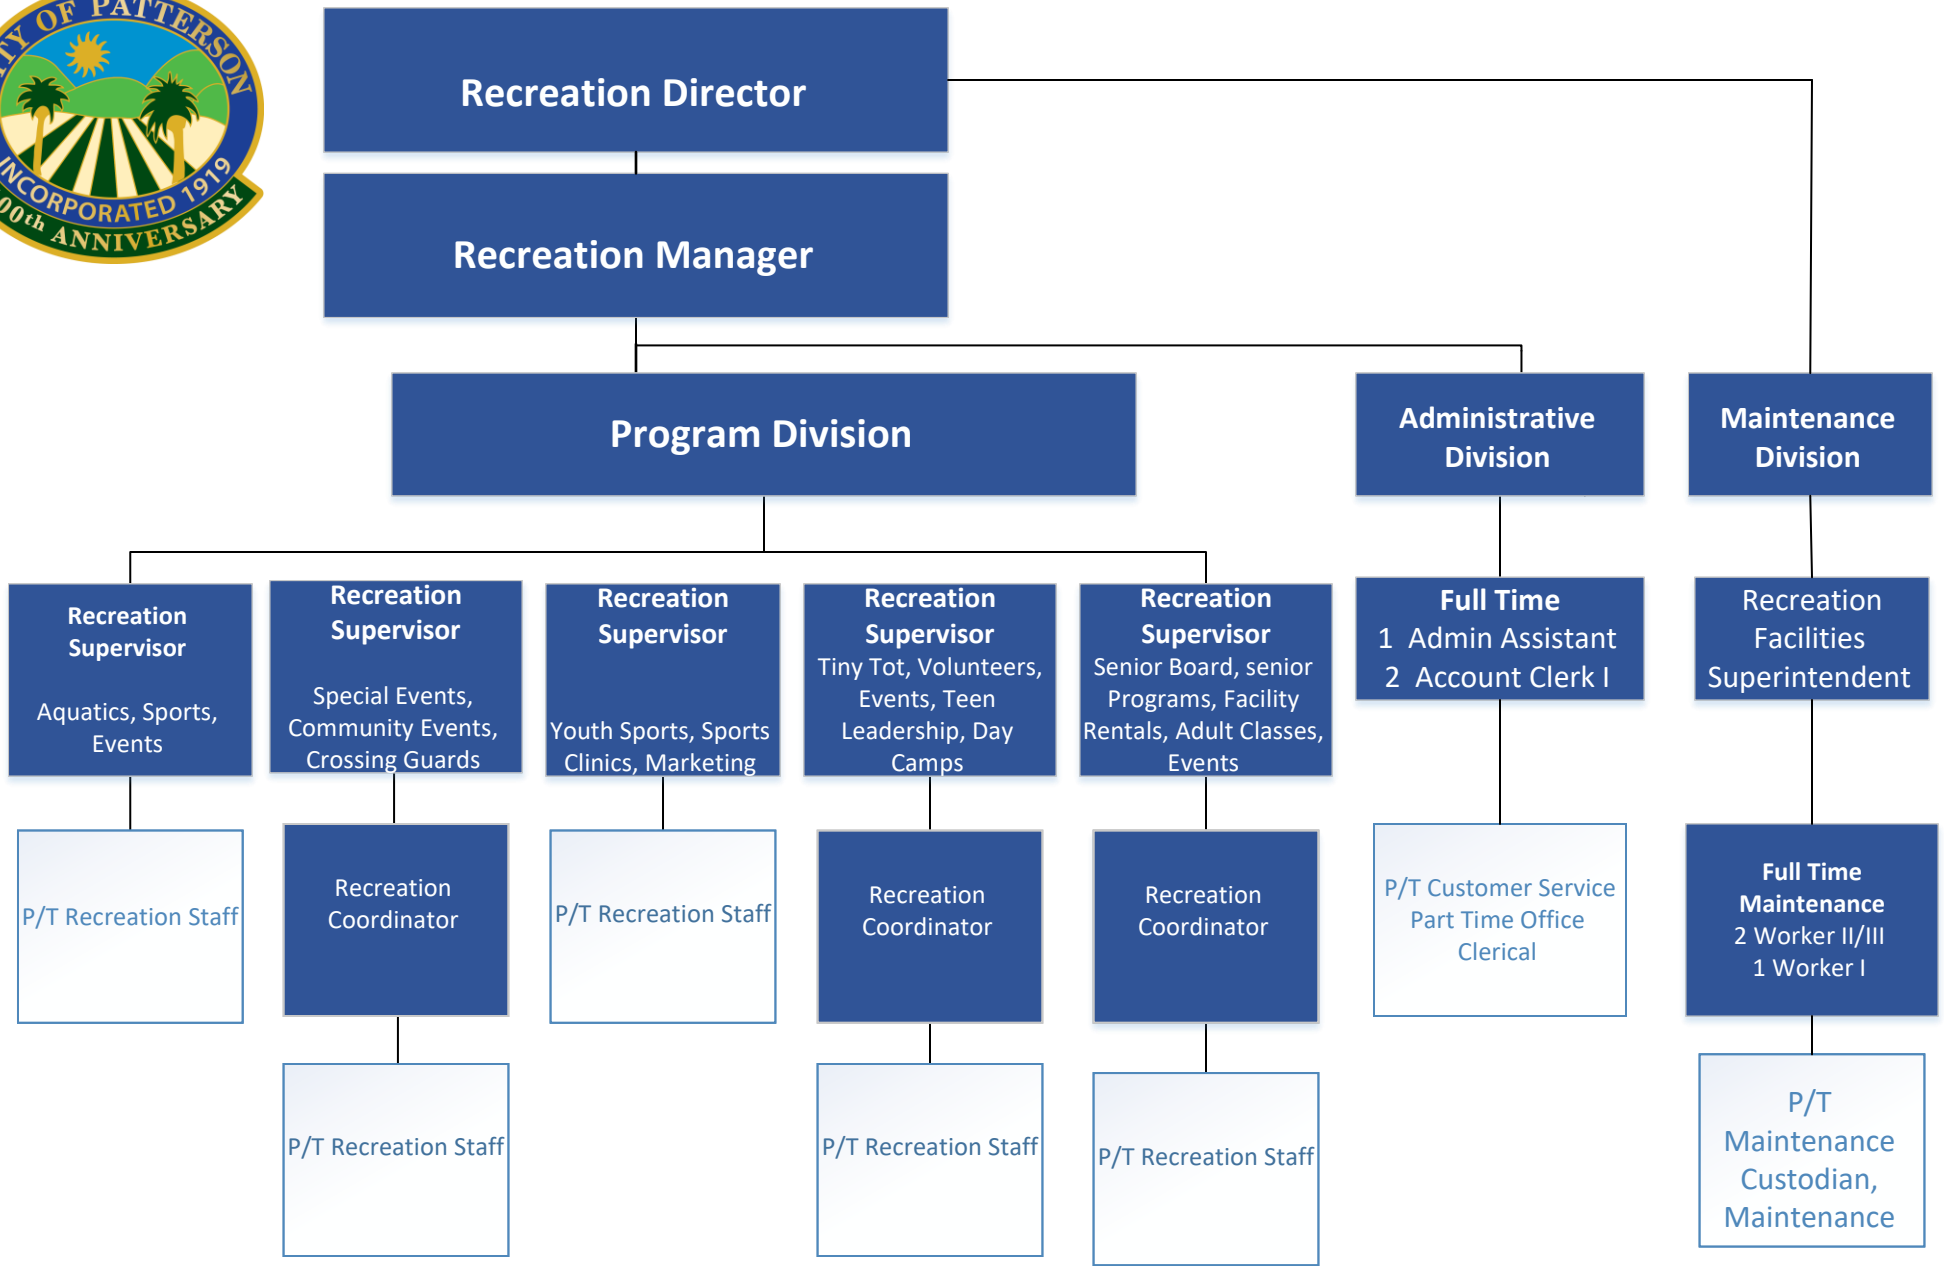 OF PATTERSON
INCORPORATED 1919
ANNIVERSARY
Recreation Director
Recreation Manager
Program Division
Administrative
Division
Maintenance
Division
Recreation
Supervisor
Aquatics, Sports,
Events
Recreation
Supervisor
Special Events,
Community Events,
Crossing Guards
Recreation
Supervisor
Youth Sports, Sports
Clinics, Marketing
Recreation
Supervisor
Tiny Tot, Volunteers,
Events, Teen
Leadership, Day
Camps
Recreation
Supervisor
Senior Board, senior
Programs, Facility
Rentals, Adult Classes,
Events
Full Time
1 Admin Assistant
2 Account Clerk I
Recreation
Facilities
Superintendent
P/T Recreation Staff
Recreation
Coordinator
P/T Recreation Staff
Recreation
Coordinator
Recreation
Coordinator
P/T Customer Service
Part Time Office
Clerical
Full Time
Maintenance
2 Worker II/III
1 Worker I
P/T Recreation Staff
P/T Recreation Staff
P/T Recreation Staff
P/T
Maintenance
Custodian,
Maintenance